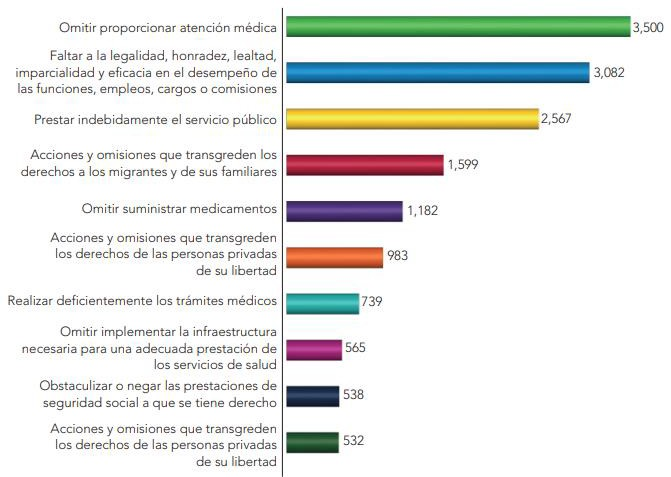 Omitir proporcionar atención médica
3,500
Faltar a la legalidad, honradez, lealtad,
imparcialidad y eficacia en el desempeño de
las funciones, empleos, cargos o comisiones
3,082
Prestar indebidamente el servicio público
2,567
Acciones y omisiones que transgreden los
derechos a los migrantes y de sus familiares
1,599
Omitir suministrar medicamentos
1,182
Acciones y omisiones que transgreden
los derechos de las personas privadas
de su libertad
983
Realizar deficientemente los trámites médicos
739
Omitir implementar la infraestructura
necesaria para una adecuada prestación de
los servicios de salud
565
Obstaculizar o negar las prestaciones de
seguridad social a que se tiene derecho
538
Acciones y omisiones que transgreden
los derechos de las personas privadas
de su libertad
532